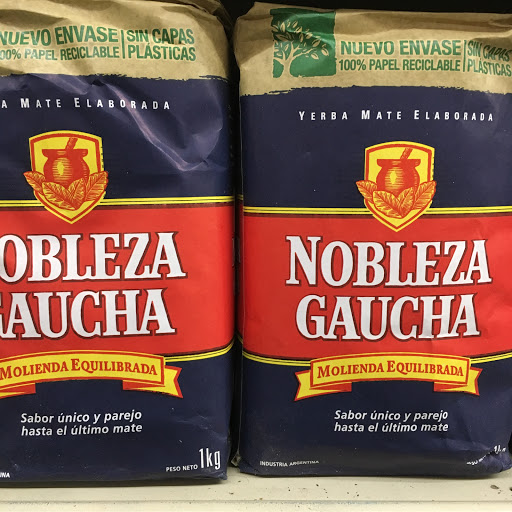 NUEVO ENVASE
100% PAPEL RECICLABLE
SIN CAPAS
PLÁSTICAS
A MATE ELABORADA
OBLEZA
GAUCHA
MOLIENDA EQUILIBRADA
Sabor único y parejo
hasta el último mate
PESO NETO 1kg
NUEVO ENVASE
100% PAPEL RECICLABLE
SIN CAPAS
PLÁSTICAS
YERBA MATE ELABORADA
NOBLEZA
GAUCHA
MOLIENDA EQUILIBRADA
Sabor único y parejo
hasta el último mate
INDUSTRIA ARGENTINA